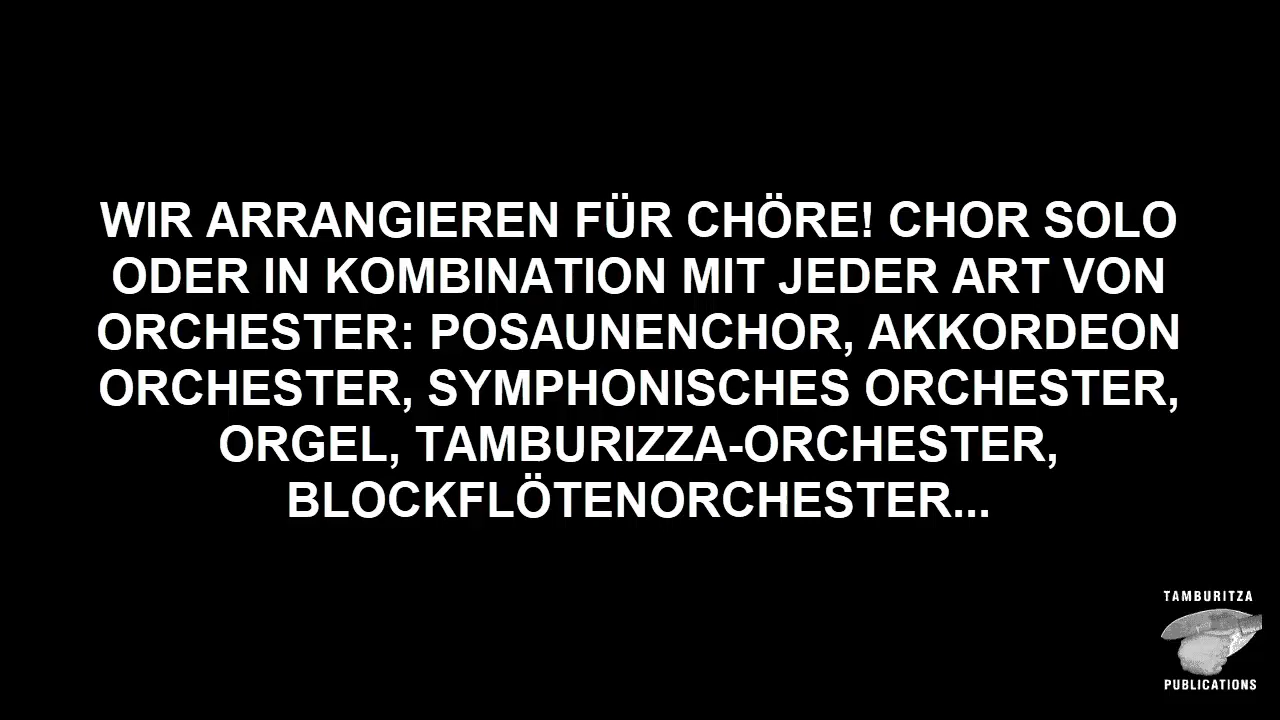 WIR ARRANGIEREN FÜR CHÖRE! CHOR SOLO
ODER IN KOMBINATION MIT JEDER ART VON
ORCHESTER: POSAUNENCHOR, AKKORDEON
ORCHESTER, SYMPHONISCHES ORCHESTER,
ORGEL, TAMBURIZZA-ORCHESTER,
BLOCKFLÖTENORCHESTER...
TAMBURITZA
PUBLICATIONS